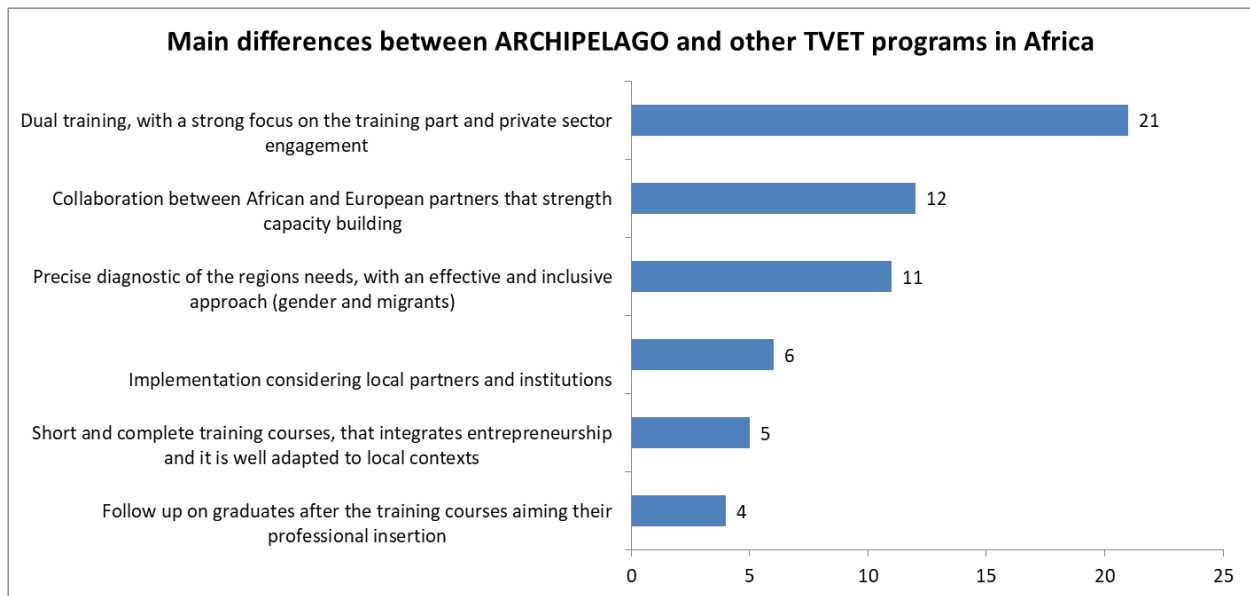 Main differences between ARCHIPELAGO and other TVET programs in Africa
Dual training, with a strong focus on the training part and private sector
engagement
21
Collaboration between African and European partners that strength
capacity building
12
Precise diagnostic of the regions needs, with an effective and inclusive
approach (gender and migrants)
11
Implementation considering local partners and institutions
6
Short and complete training courses, that integrates entrepreneurship
and it is well adapted to local contexts
5
Follow up on graduates after the training courses aiming their
professional insertion
4
0 5 10 15 20 25